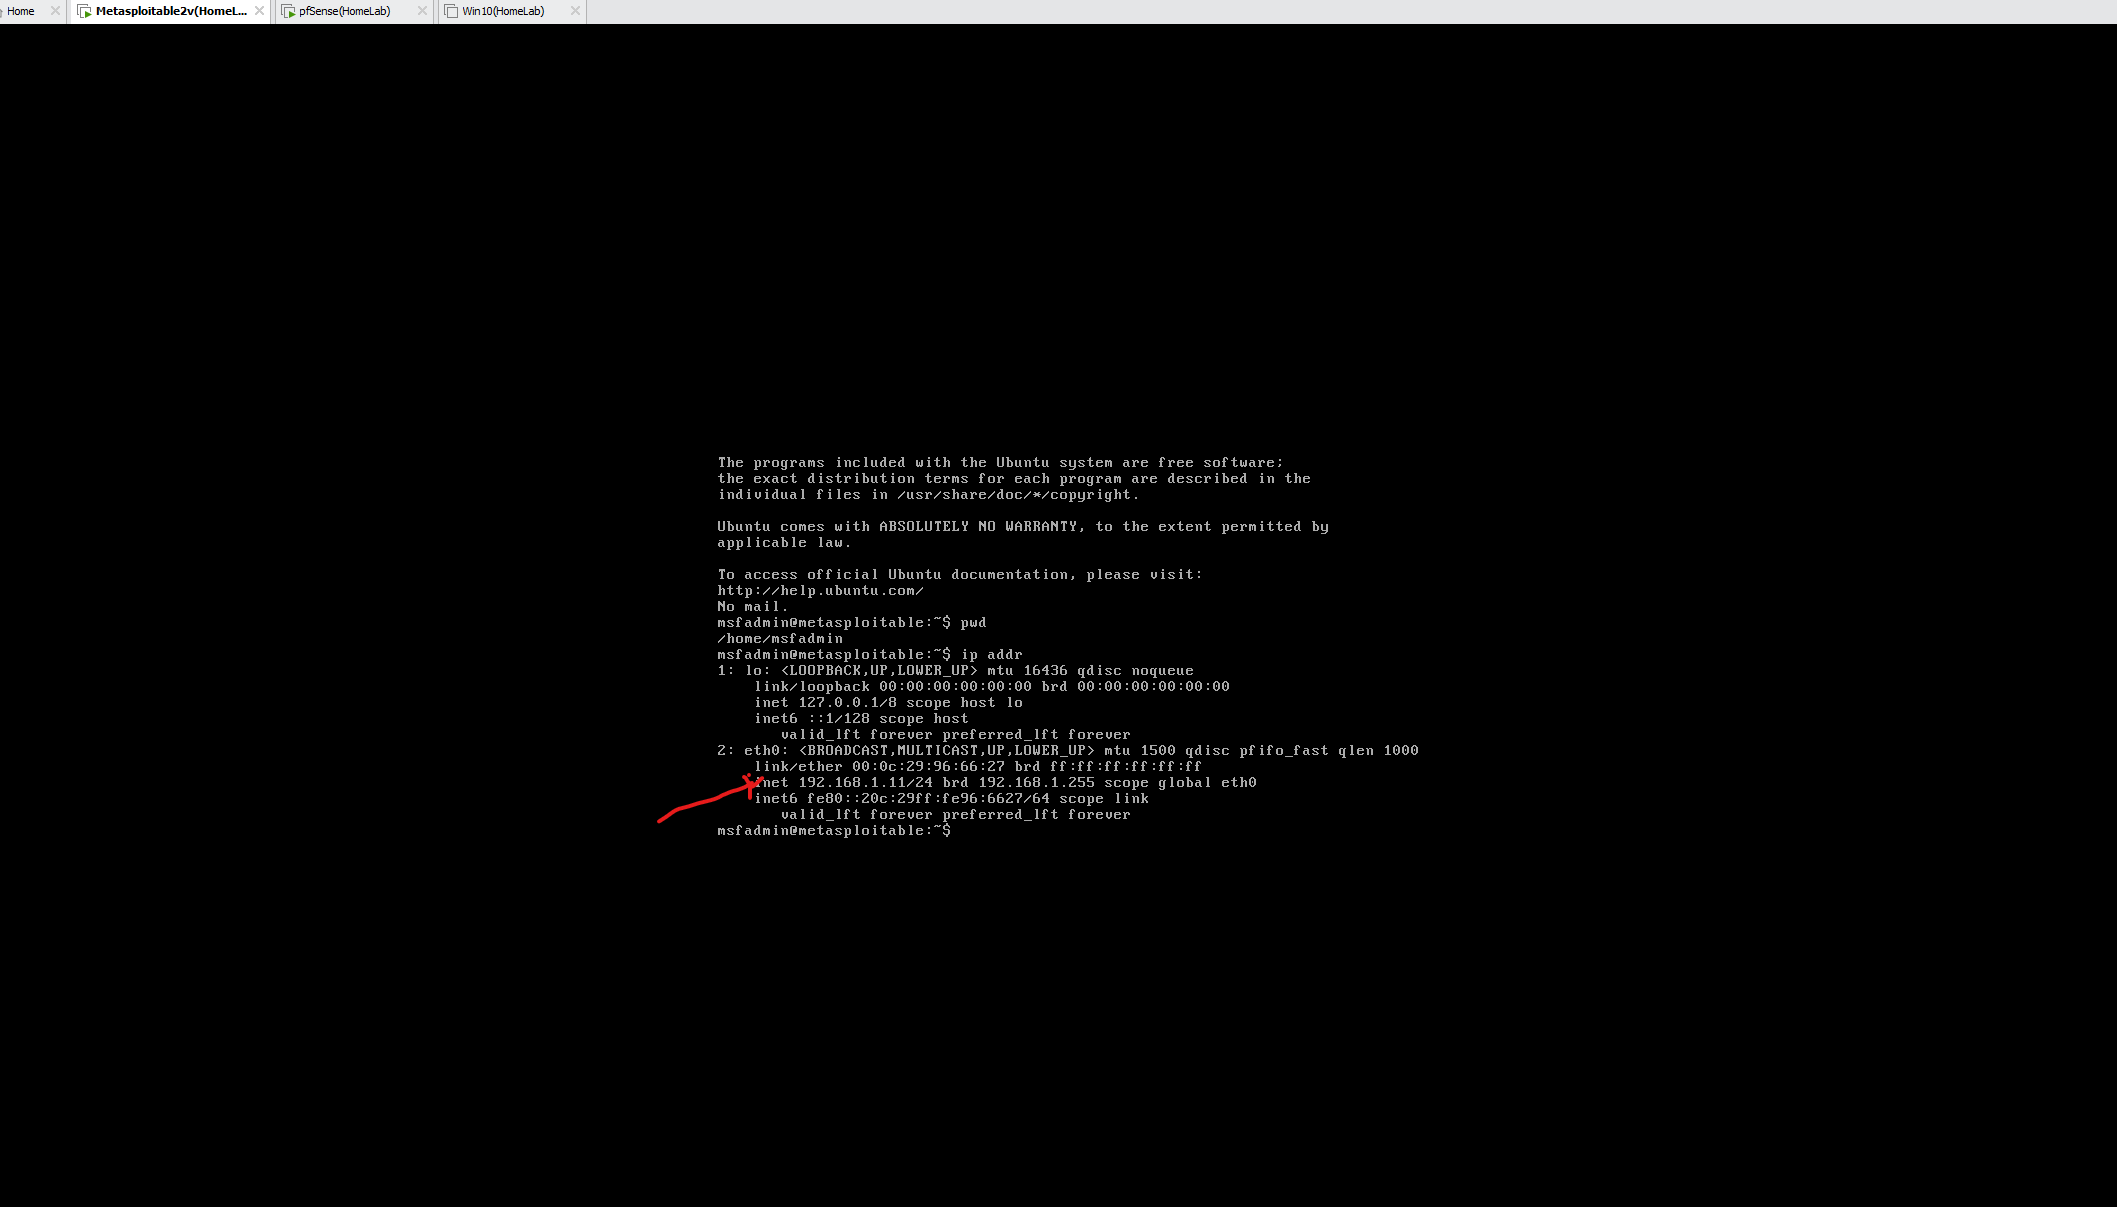 Home
Metasploitable2v(HomeL...
pfSense(HomeLab)
Win10(HomeLab)
The programs included with the Ubuntu system are free software;
the exact distribution terms for each program are described in the
individual files in /usr/share/doc/*/copyright.
Ubuntu comes with ABSOLUTELY NO WARRANTY, to the extent permitted by
applicable law.
To access official Ubuntu documentation, please visit:
http://help.ubuntu.com/
No mail.
msfadmin@metasploitable:~$ pwd
/home/msfadmin
msfadmin@metasploitable:~$ ip addr
1: lo: <LOOPBACK,UP,LOWER_UP> mtu 16436 qdisc noqueue
link/loopback 00:00:00:00:00:00 brd 00:00:00:00:00:00
inet 127.0.0.1/8 scope host lo
inet6 ::1/128 scope host
valid_lft forever preferred_lft forever
2: eth0: <BROADCAST,MULTICAST,UP,LOWER_UP> mtu 1500 qdisc pfifo_fast qlen 1000
link/ether 00:0c:29:96:66:27 brd ff:ff:ff:ff:ff:ff
inet 192.168.1.11/24 brd 192.168.1.255 scope global eth0
inet6 fe80::20c:29ff:fe96:6627/64 scope link
valid_lft forever preferred_lft forever
msfadmin@metasploitable:~$